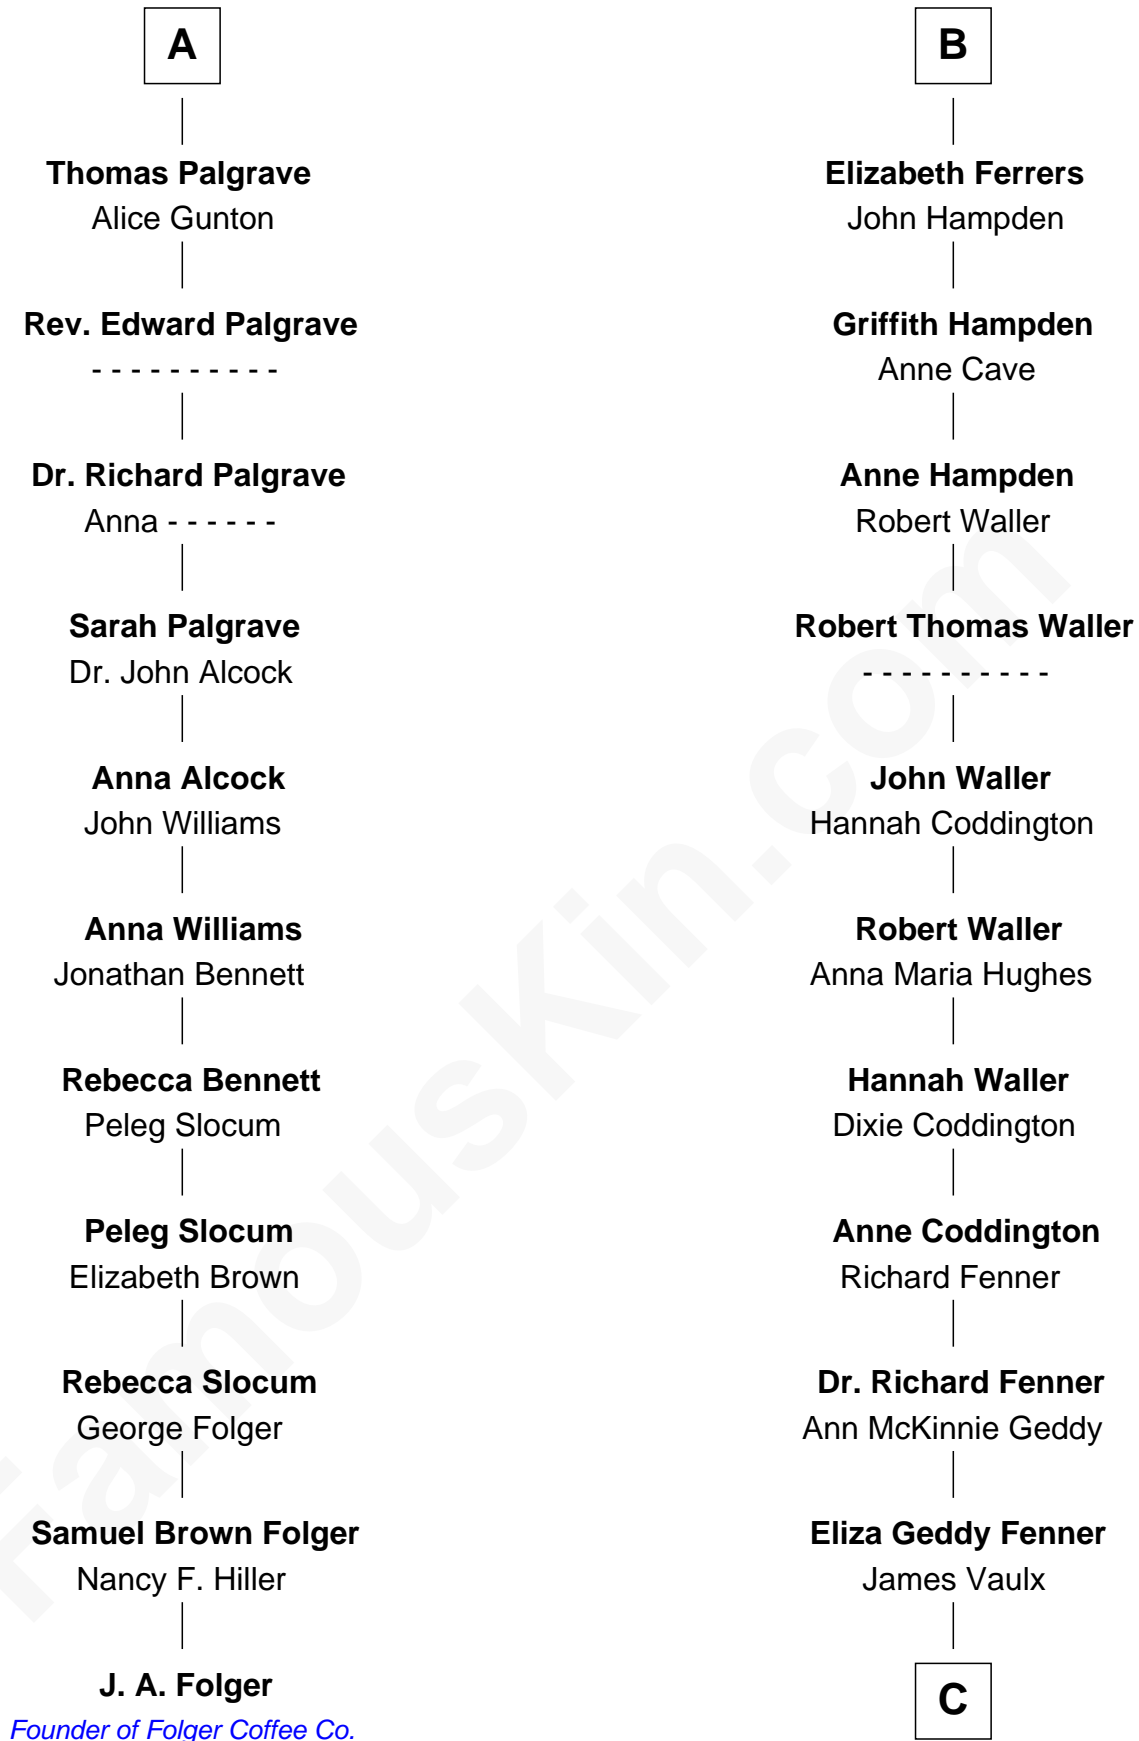 A
Thomas Palgrave
Alice Gunton
Rev. Edward Palgrave
- - - - - - - - - -
Dr. Richard Palgrave
Anna - - - - - -
Sarah Palgrave
Dr. John Alcock
Anna Alcock
John Williams
Anna Williams
Jonathan Bennett
Rebecca Bennett
Peleg Slocum
Peleg Slocum
Elizabeth Brown
Rebecca Slocum
George Folger
Samuel Brown Folger
Nancy F. Hiller
J. A. Folger
Founder of Folger Coffee Co.
B
Elizabeth Ferrers
John Hampden
Griffith Hampden
Anne Cave
Anne Hampden
Robert Waller
Robert Thomas Waller
- - - - - - - - - -
John Waller
Hannah Coddington
Robert Waller
Anna Maria Hughes
Hannah Waller
Dixie Coddington
Anne Coddington
Richard Fenner
Dr. Richard Fenner
Ann McKinnie Geddy
Eliza Geddy Fenner
James Vaulx
C
FamousKin.com